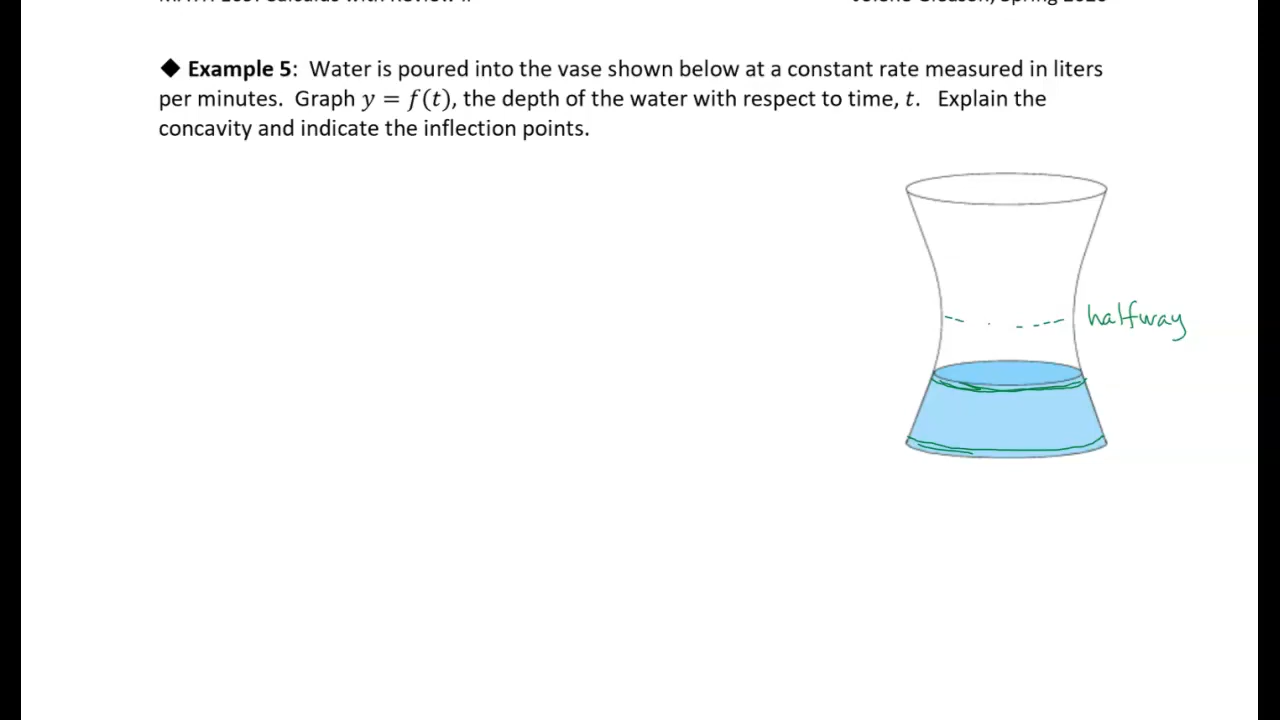 ◆ Example 5: Water is poured into the vase shown below at a constant rate measured in liters
per minutes. Graph y = f(t), the depth of the water with respect to time, t. Explain the
concavity and indicate the inflection points.
halfway